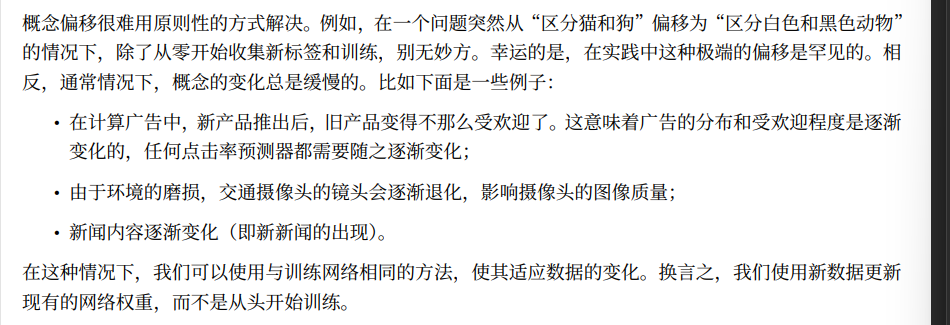 概念偏移很难用原则性的方式解决。例如，在一个问题突然从“区分猫和狗”偏移为“区分白色和黑色动物”
的情况下，除了从零开始收集新标签和训练，别无妙方。幸运的是，在实践中这种极端的偏移是罕见的。相
反，通常情况下，概念的变化总是缓慢的。比如下面是一些例子：
• 在计算广告中，新产品推出后，旧产品变得不那么受欢迎了。这意味着广告的分布和受欢迎程度是逐渐
变化的，任何点击率预测器都需要随之逐渐变化；
• 由于环境的磨损，交通摄像头的镜头会逐渐退化，影响摄像头的图像质量；
• 新闻内容逐渐变化（即新新闻的出现）。
在这种情况下，我们可以使用与训练网络相同的方法，使其适应数据的变化。换言之，我们使用新数据更新
现有的网络权重，而不是从头开始训练。